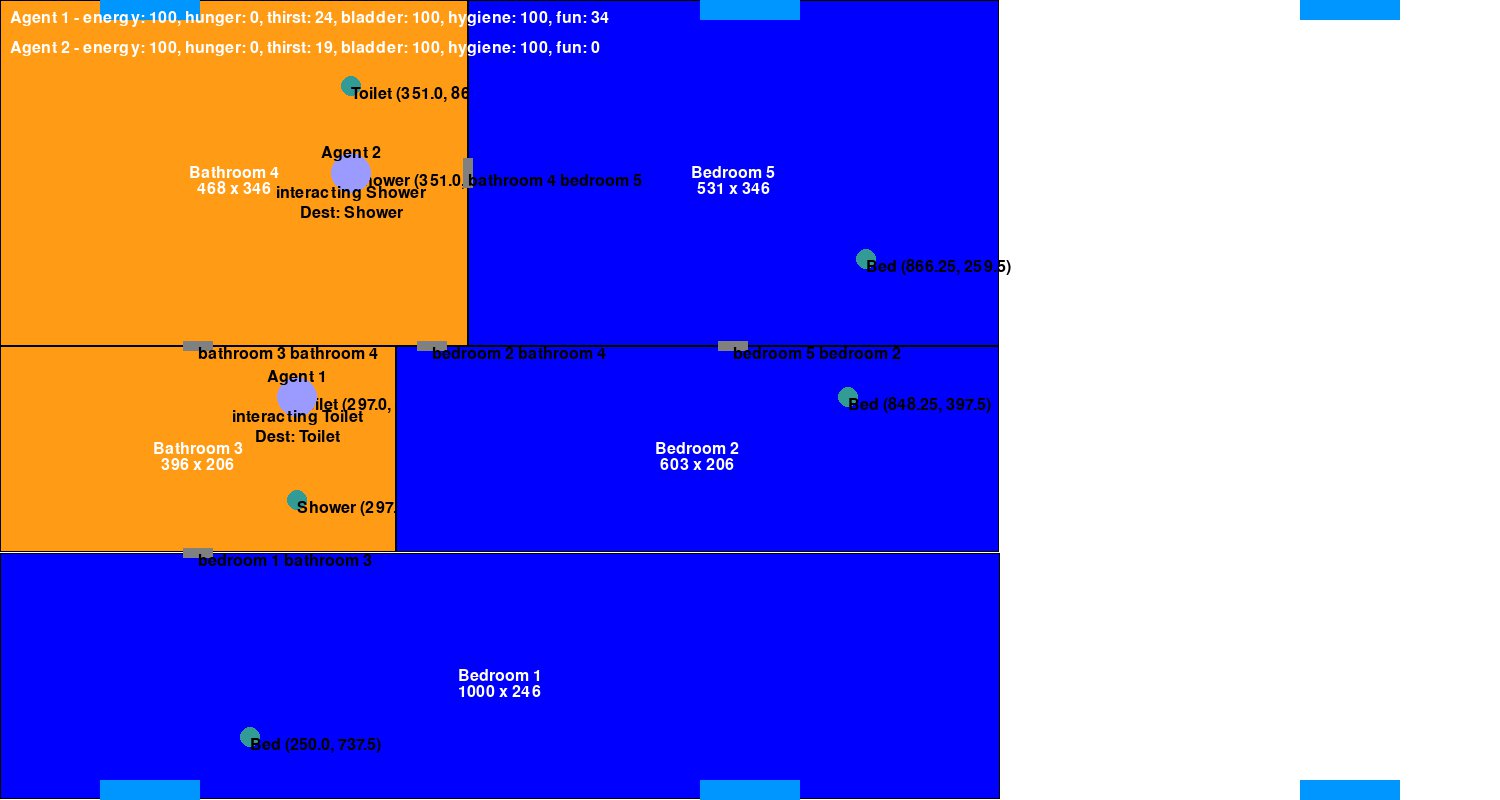 Agent 1 - energy: 100, hunger: 0, thirst: 24, bladder: 100, hygiene: 100, fun: 34
Agent 2 - energy: 100, hunger: 0, thirst: 19, bladder: 100, hygiene: 100, fun: 0
Toilet (351.0, 86
Agent 2
Bathroom 4
468 x 346
ower (351.0,
bathroom 4 bedroom 5
interacting Shower
Dest: Shower
Bedroom 5
531 x 346
Bed (866.25, 259.5)
bathroom 3 bathroom 4
bedroom 2 bathroom 4
bedroom 5 bedroom 2
Agent 1
ilet (297.0,
interacting Toilet
Dest: Toilet
Bed (848.25, 397.5)
Bathroom 3
396 x 206
Bedroom 2
603 x 206
Shower (297.
bedroom 1 bathroom 3
Bedroom 1
1000 x 246
Bed (250.0, 737.5)